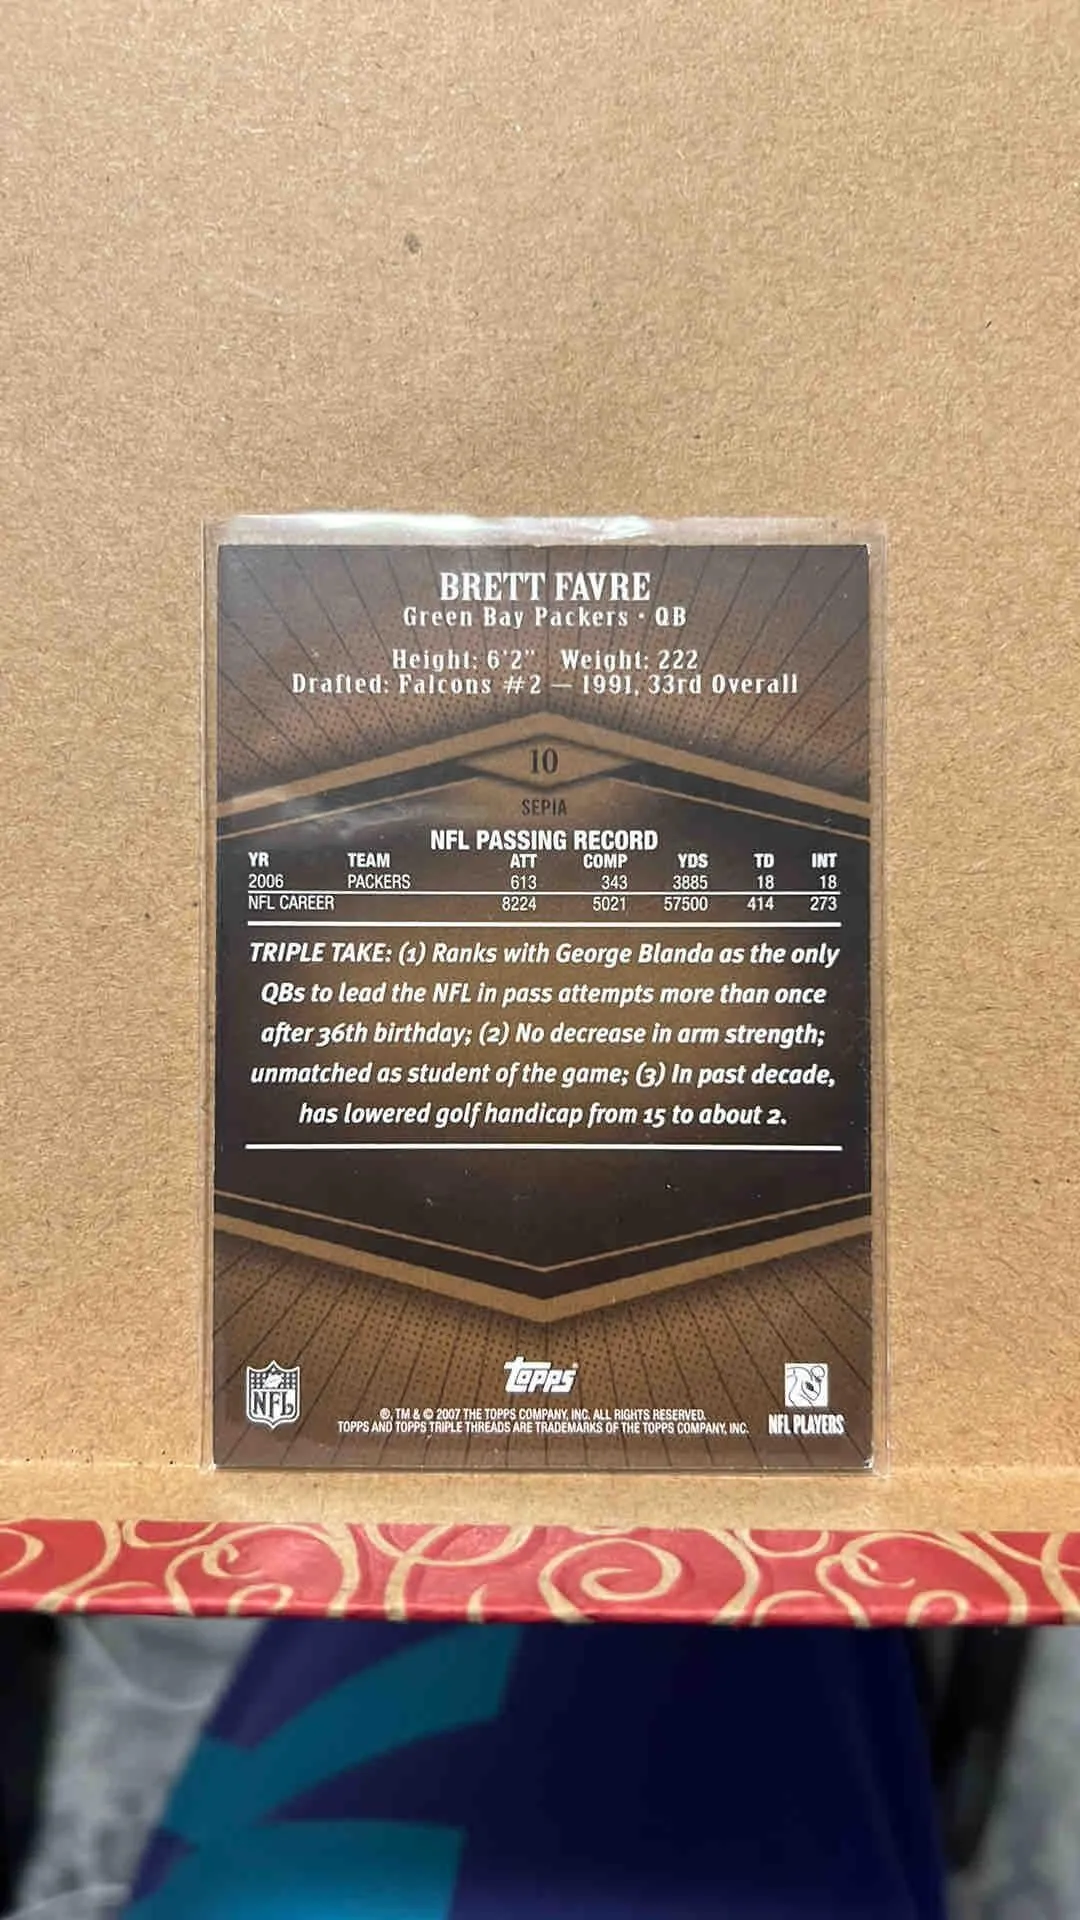 BRETT FAVRE
Green Bay Packers • QB
Height: 6'2" Weight: 222
Drafted: Falcons #2 — 1991, 33rd Overall
10
SEPIA
NFL PASSING RECORD
YR TEAM ATT COMP YDS TD INT
2006 PACKERS 613 343 3885 18 18
NFL CAREER 8224 5021 57500 414 273
TRIPLE TAKE: (1) Ranks with George Blanda as the only
QBs to lead the NFL in pass attempts more than once
after 36th birthday; (2) No decrease in arm strength;
unmatched as student of the game; (3) In past decade,
has lowered golf handicap from 15 to about 2.
NFL
topps
®, TM & © 2007 THE TOPPS COMPANY, INC. ALL RIGHTS RESERVED.
TOPPS AND TOPPS TRIPLE THREADS ARE TRADEMARKS OF THE TOPPS COMPANY, INC.
NFL PLAYERS